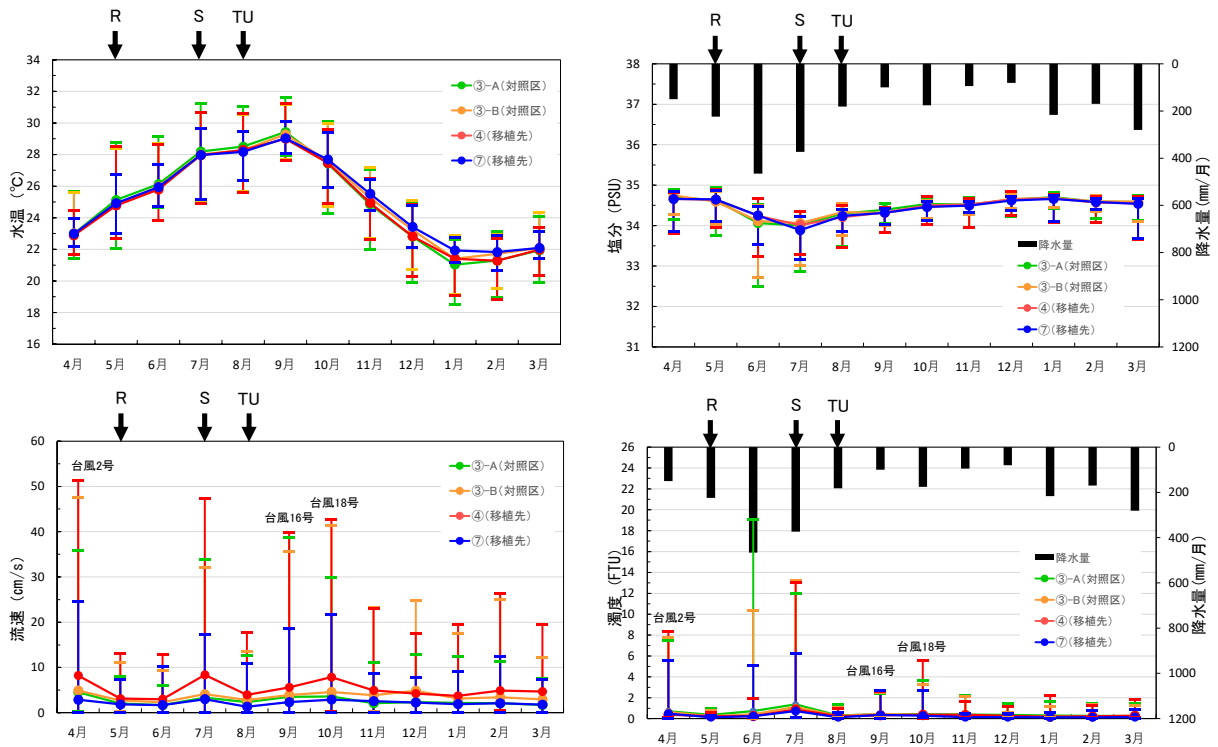 R S TU
34
32
30
28
26
24
22
20
18
16
水温 (℃)
③-A(対照区)
③-B(対照区)
④(移植先)
⑦(移植先)
4月 5月 6月 7月 8月 9月 10月 11月 12月 1月 2月 3月
R S TU
38
37
36
35
34
33
32
31
塩分 (PSU)
0
200
400
600
800
1000
1200
降水量(mm/月)
降水量
③-A(対照区)
③-B(対照区)
④(移植先)
⑦(移植先)
4月 5月 6月 7月 8月 9月 10月 11月 12月 1月 2月 3月
R S TU
60
50
40
30
20
10
0
流速 (cm/s)
台風2号
台風16号
台風18号
③-A(対照区)
③-B(対照区)
④(移植先)
⑦(移植先)
4月 5月 6月 7月 8月 9月 10月 11月 12月 1月 2月 3月
R S TU
26
24
22
20
18
16
14
12
10
8
6
4
2
0
濁度 (FTU)
0
200
400
600
800
1000
1200
降水量(mm/月)
台風2号
台風16号
台風18号
降水量
③-A(対照区)
③-B(対照区)
④(移植先)
⑦(移植先)
4月 5月 6月 7月 8月 9月 10月 11月 12月 1月 2月 3月